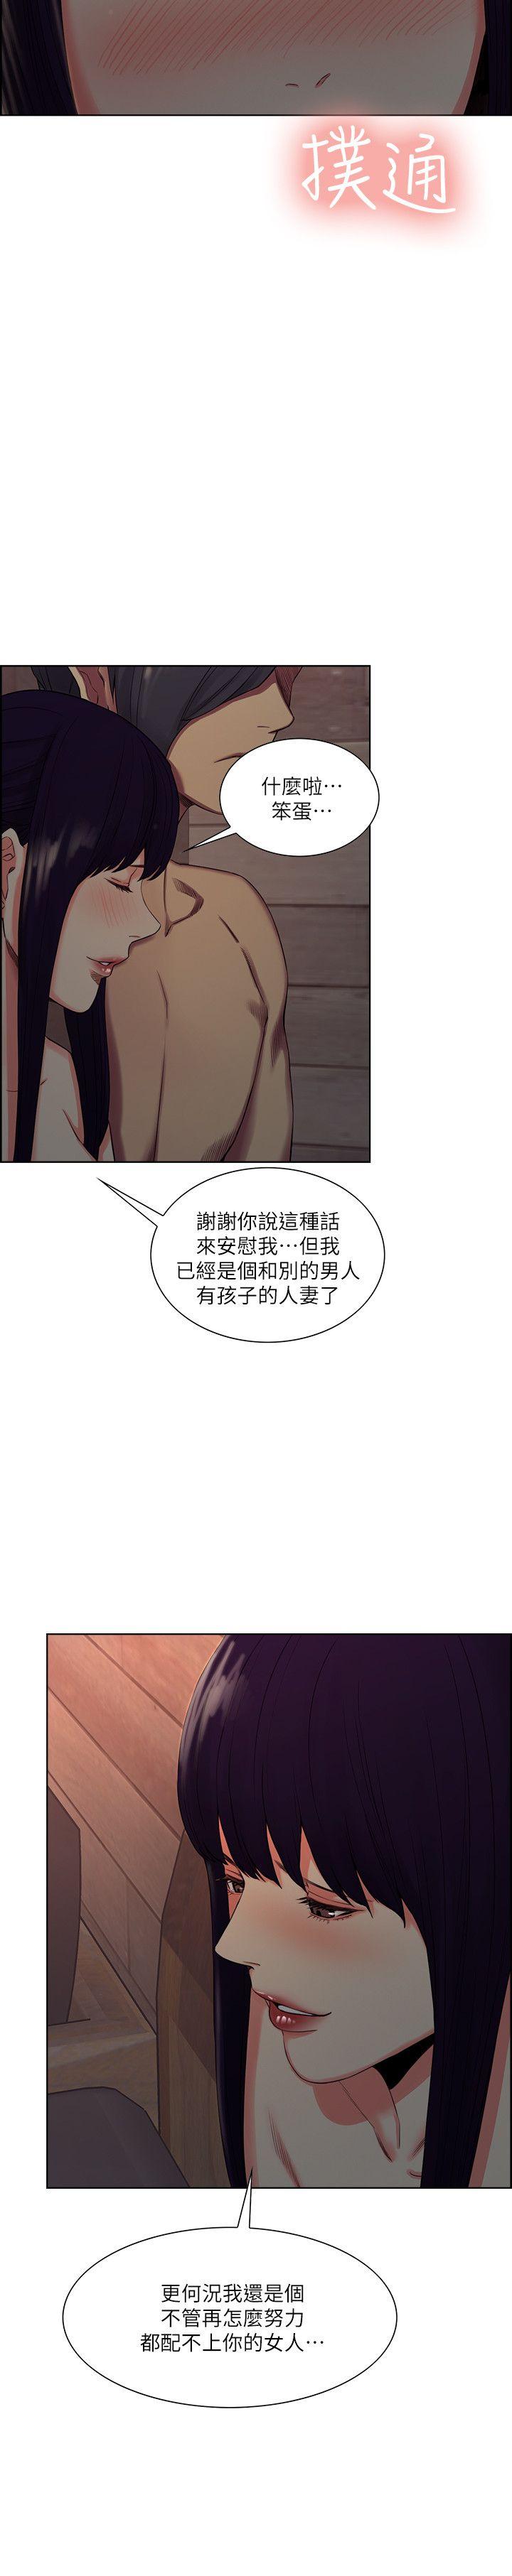 撲通
什麼啦⋯
笨蛋⋯
謝謝你說這種話
來安慰我⋯但我
已經是個和別的男人
有孩子的人妻了
更何況我還是個
不管再怎麼努力
都配不上你的女人⋯